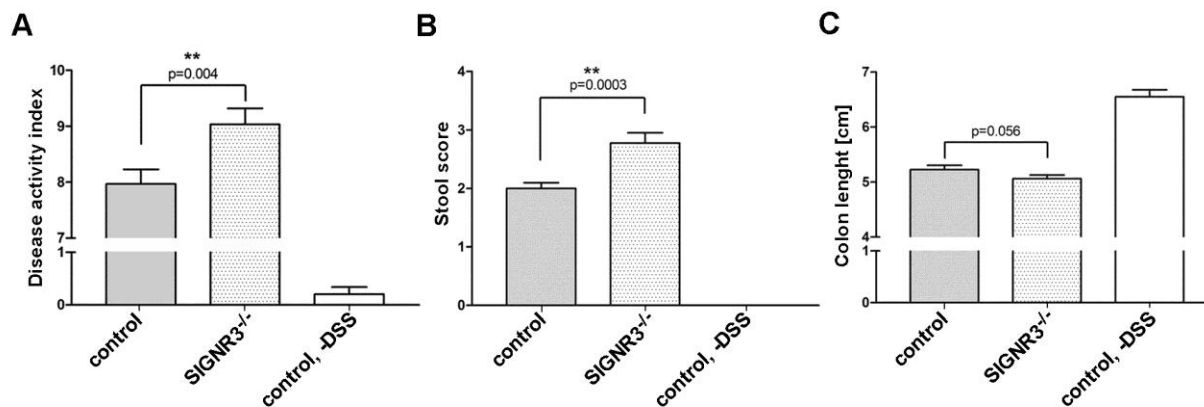 A
**
p=0.004
Disease activity index
10
9
8
7
1
0
control
SIGNR3-/-
control, -DSS
B
**
p=0.0003
Stool score
4
3
2
1
0
control
SIGNR3-/-
control, -DSS
C
p=0.056
Colon lenght [cm]
7
6
5
4
1
0
control
SIGNR3-/-
control, -DSS